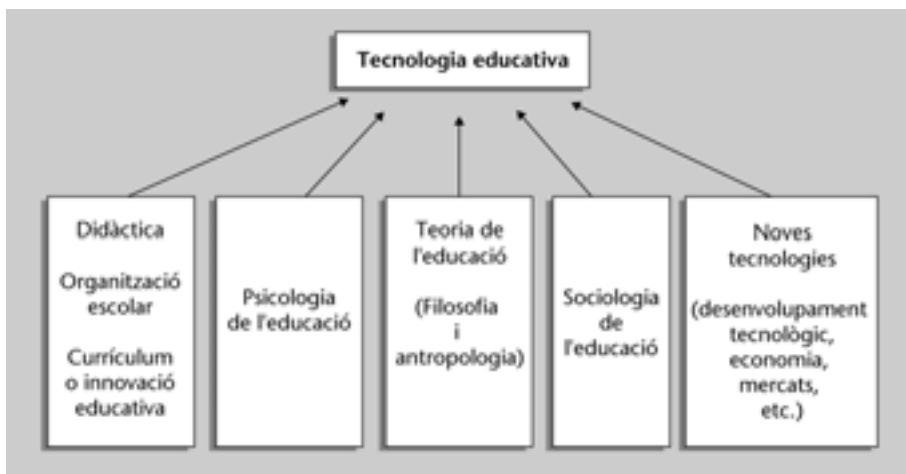 Tecnologia educativa
Didàctica
Organització
escolar
Currículum
o innovació
educativa
Psicologia
de l'educació
Teoria de
l'educació
(Filosofia
i
antropologia)
Sociologia
de
l'educació
Noves
tecnologies
(desenvolupament
tecnològic,
economia,
mercats,
etc.)